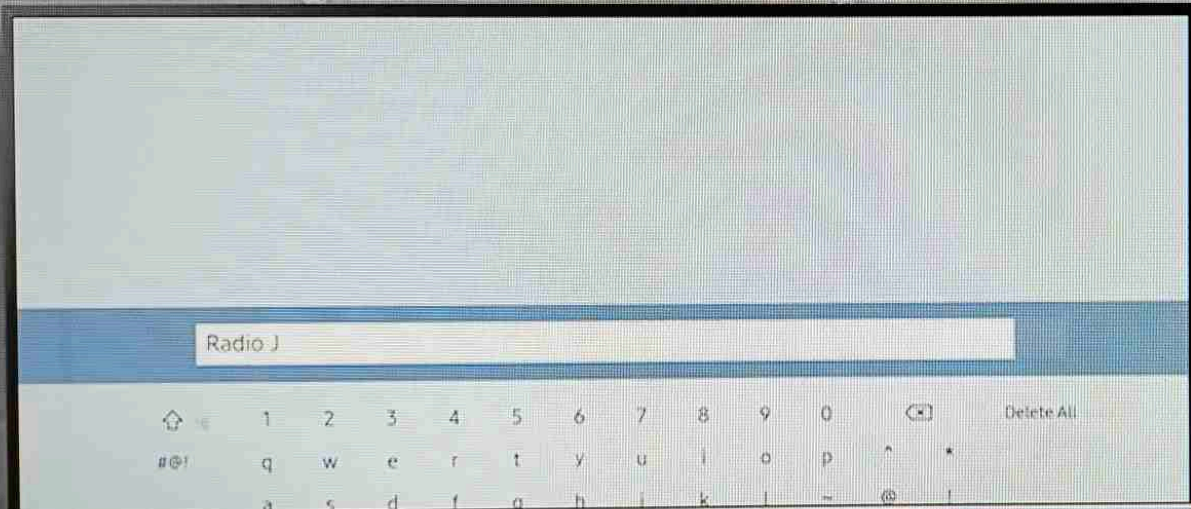 Radio J
1 2 3 4 5 6 7 8 9 0 Delete All
#@! q w e r t y u i o p ^ *
a s d f g h j k l ~ @ !